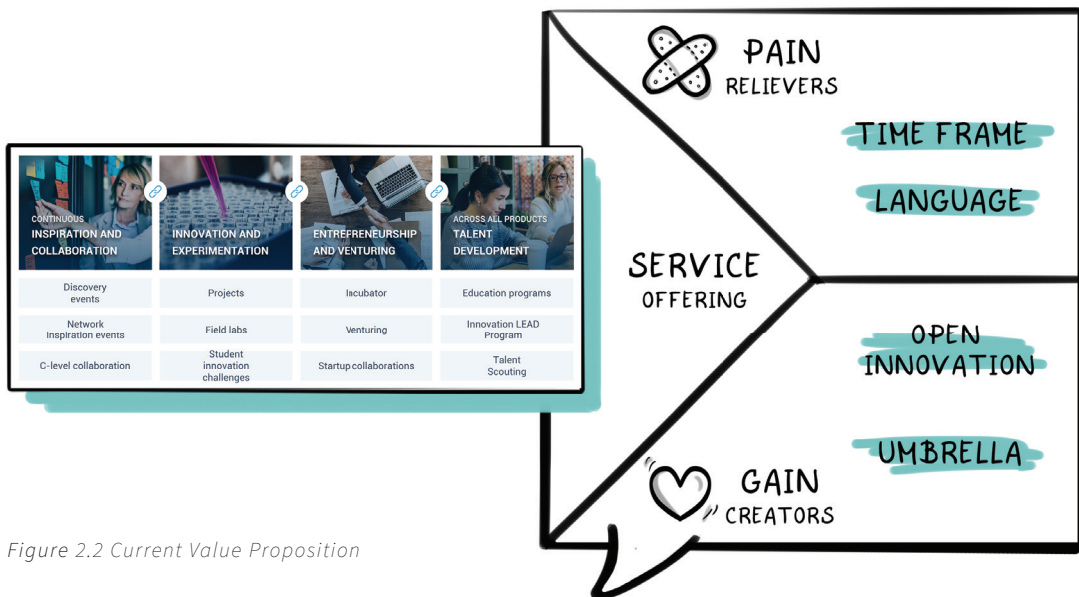 CONTINUOUS
INSPIRATION AND
COLLABORATION
INNOVATION AND
EXPERIMENTATION
ENTREPRENEURSHIP
AND VENTURING
ACROSS ALL PRODUCTS
TALENT
DEVELOPMENT
Discovery
events
Projects
Incubator
Education programs
Network
Inspiration events
Field labs
Venturing
Innovation LEAD
Program
C-level collaboration
Student
innovation
challenges
Startup collaborations
Talent
Scouting
PAIN
RELIEVERS
TIME FRAME
LANGUAGE
SERVICE
OFFERING
OPEN
INNOVATION
UMBRELLA
GAIN
CREATORS
Figure 2.2 Current Value Proposition